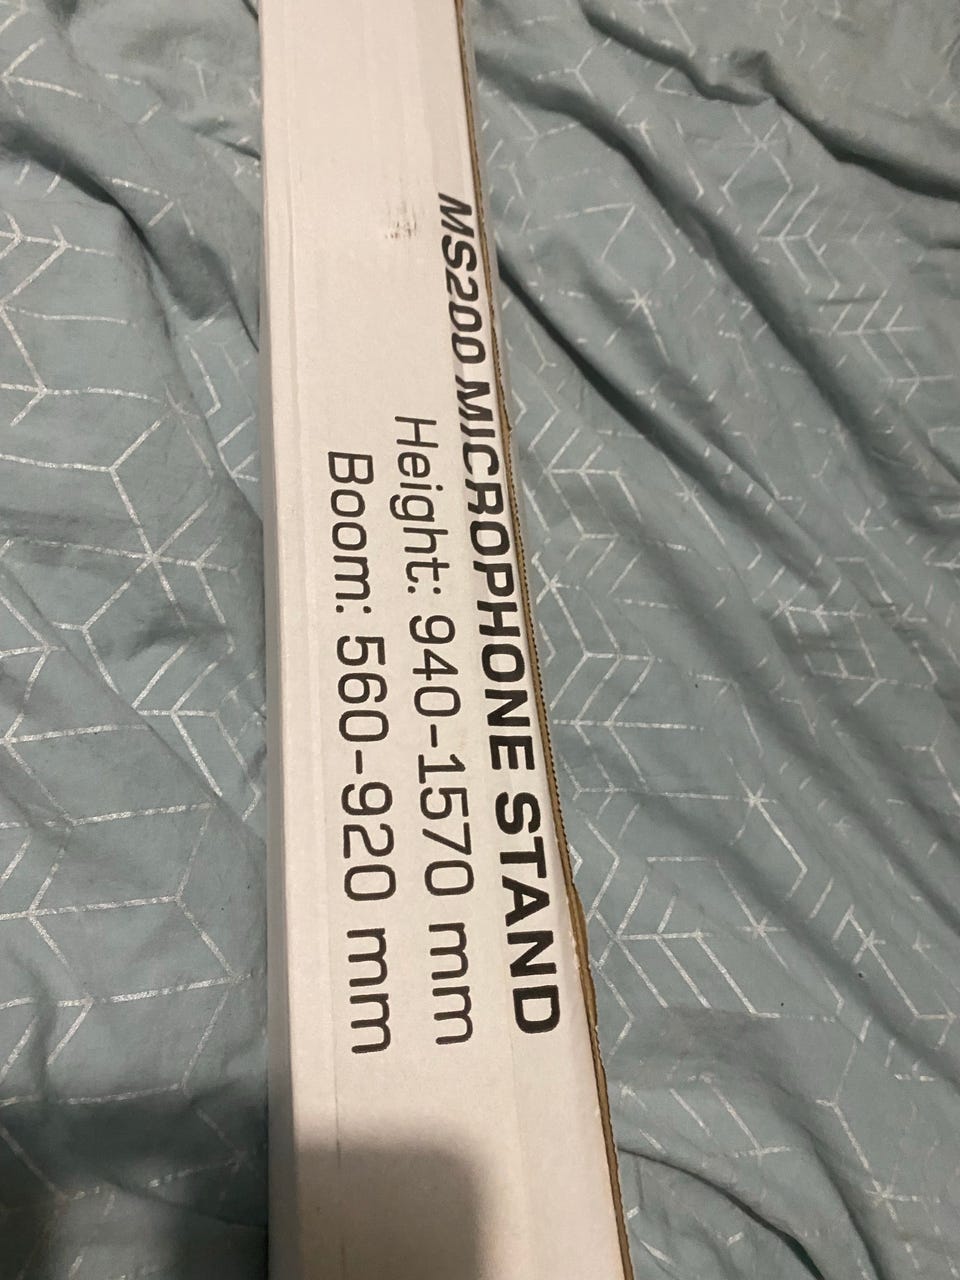 MS200 MICROPHONE STAND
Height: 940-1570 mm
Boom: 560-920 mm